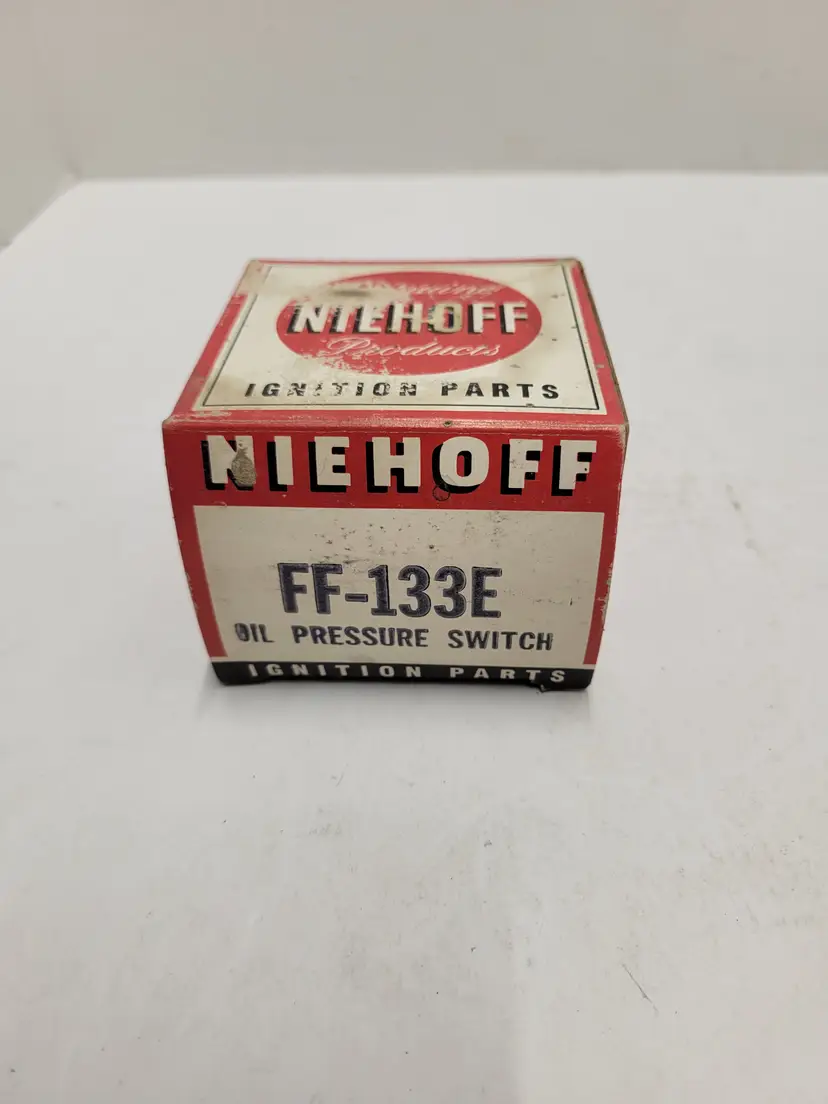 Genuine
NIEHOFF
Products
IGNITION PARTS
NIEHOFF
FF-133E
OIL PRESSURE SWITCH
IGNITION PARTS